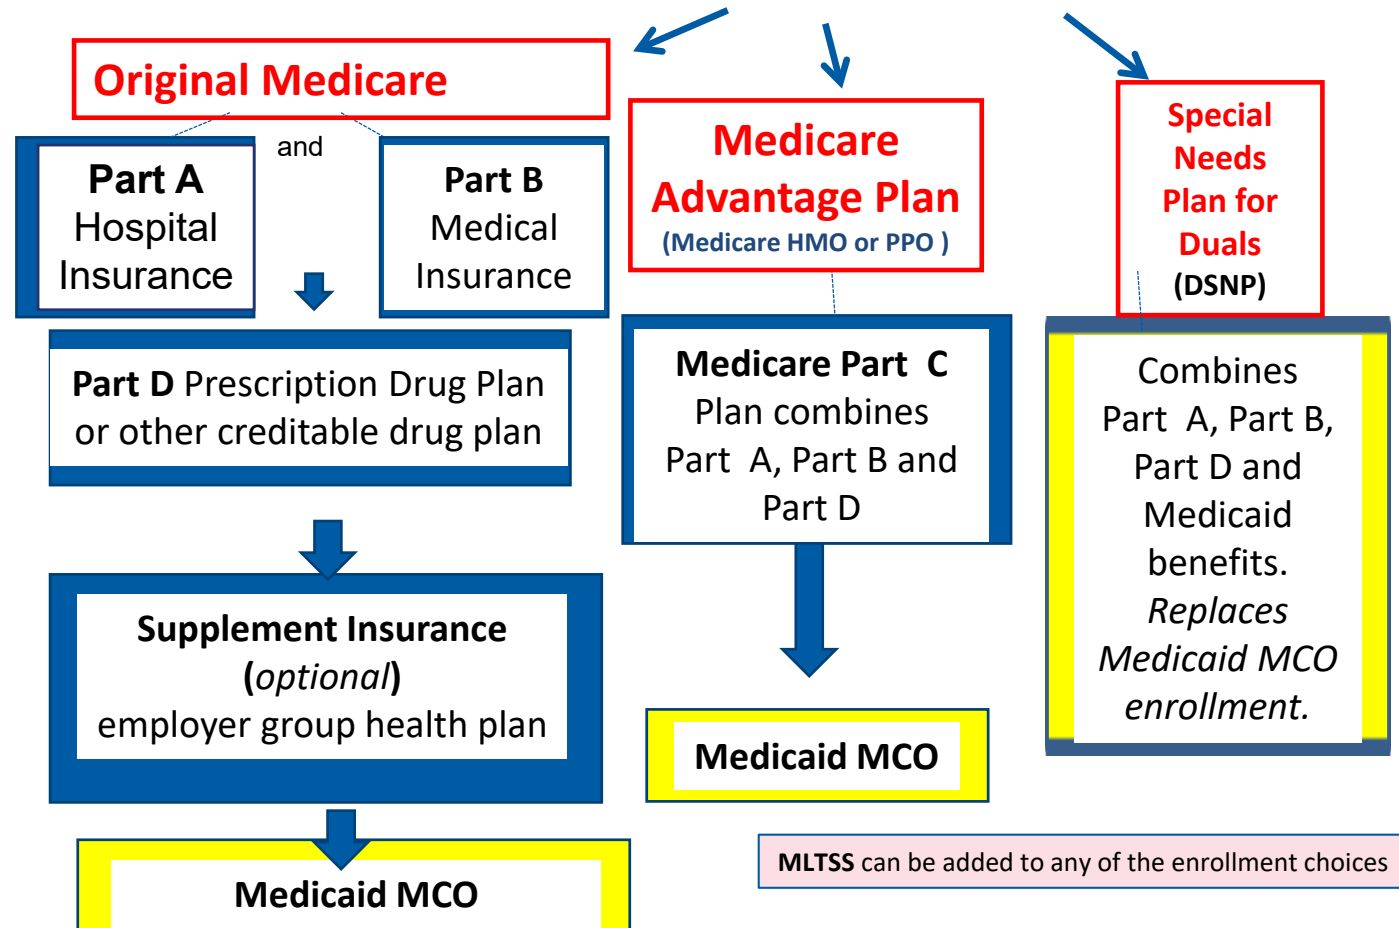 Original Medicare
and
Part A
Hospital
Insurance
Part B
Medical
Insurance
Part D Prescription Drug Plan
or other creditable drug plan
Supplement Insurance
(optional)
employer group health plan
Medicaid MCO
Medicare
Advantage Plan
(Medicare HMO or PPO )
Medicare Part C
Plan combines
Part A, Part B and
Part D
Medicaid MCO
Special
Needs
Plan for
Duals
(DSNP)
Combines
Part A, Part B,
Part D and
Medicaid
benefits.
Replaces
Medicaid MCO
enrollment.
MLTSS can be added to any of the enrollment choices